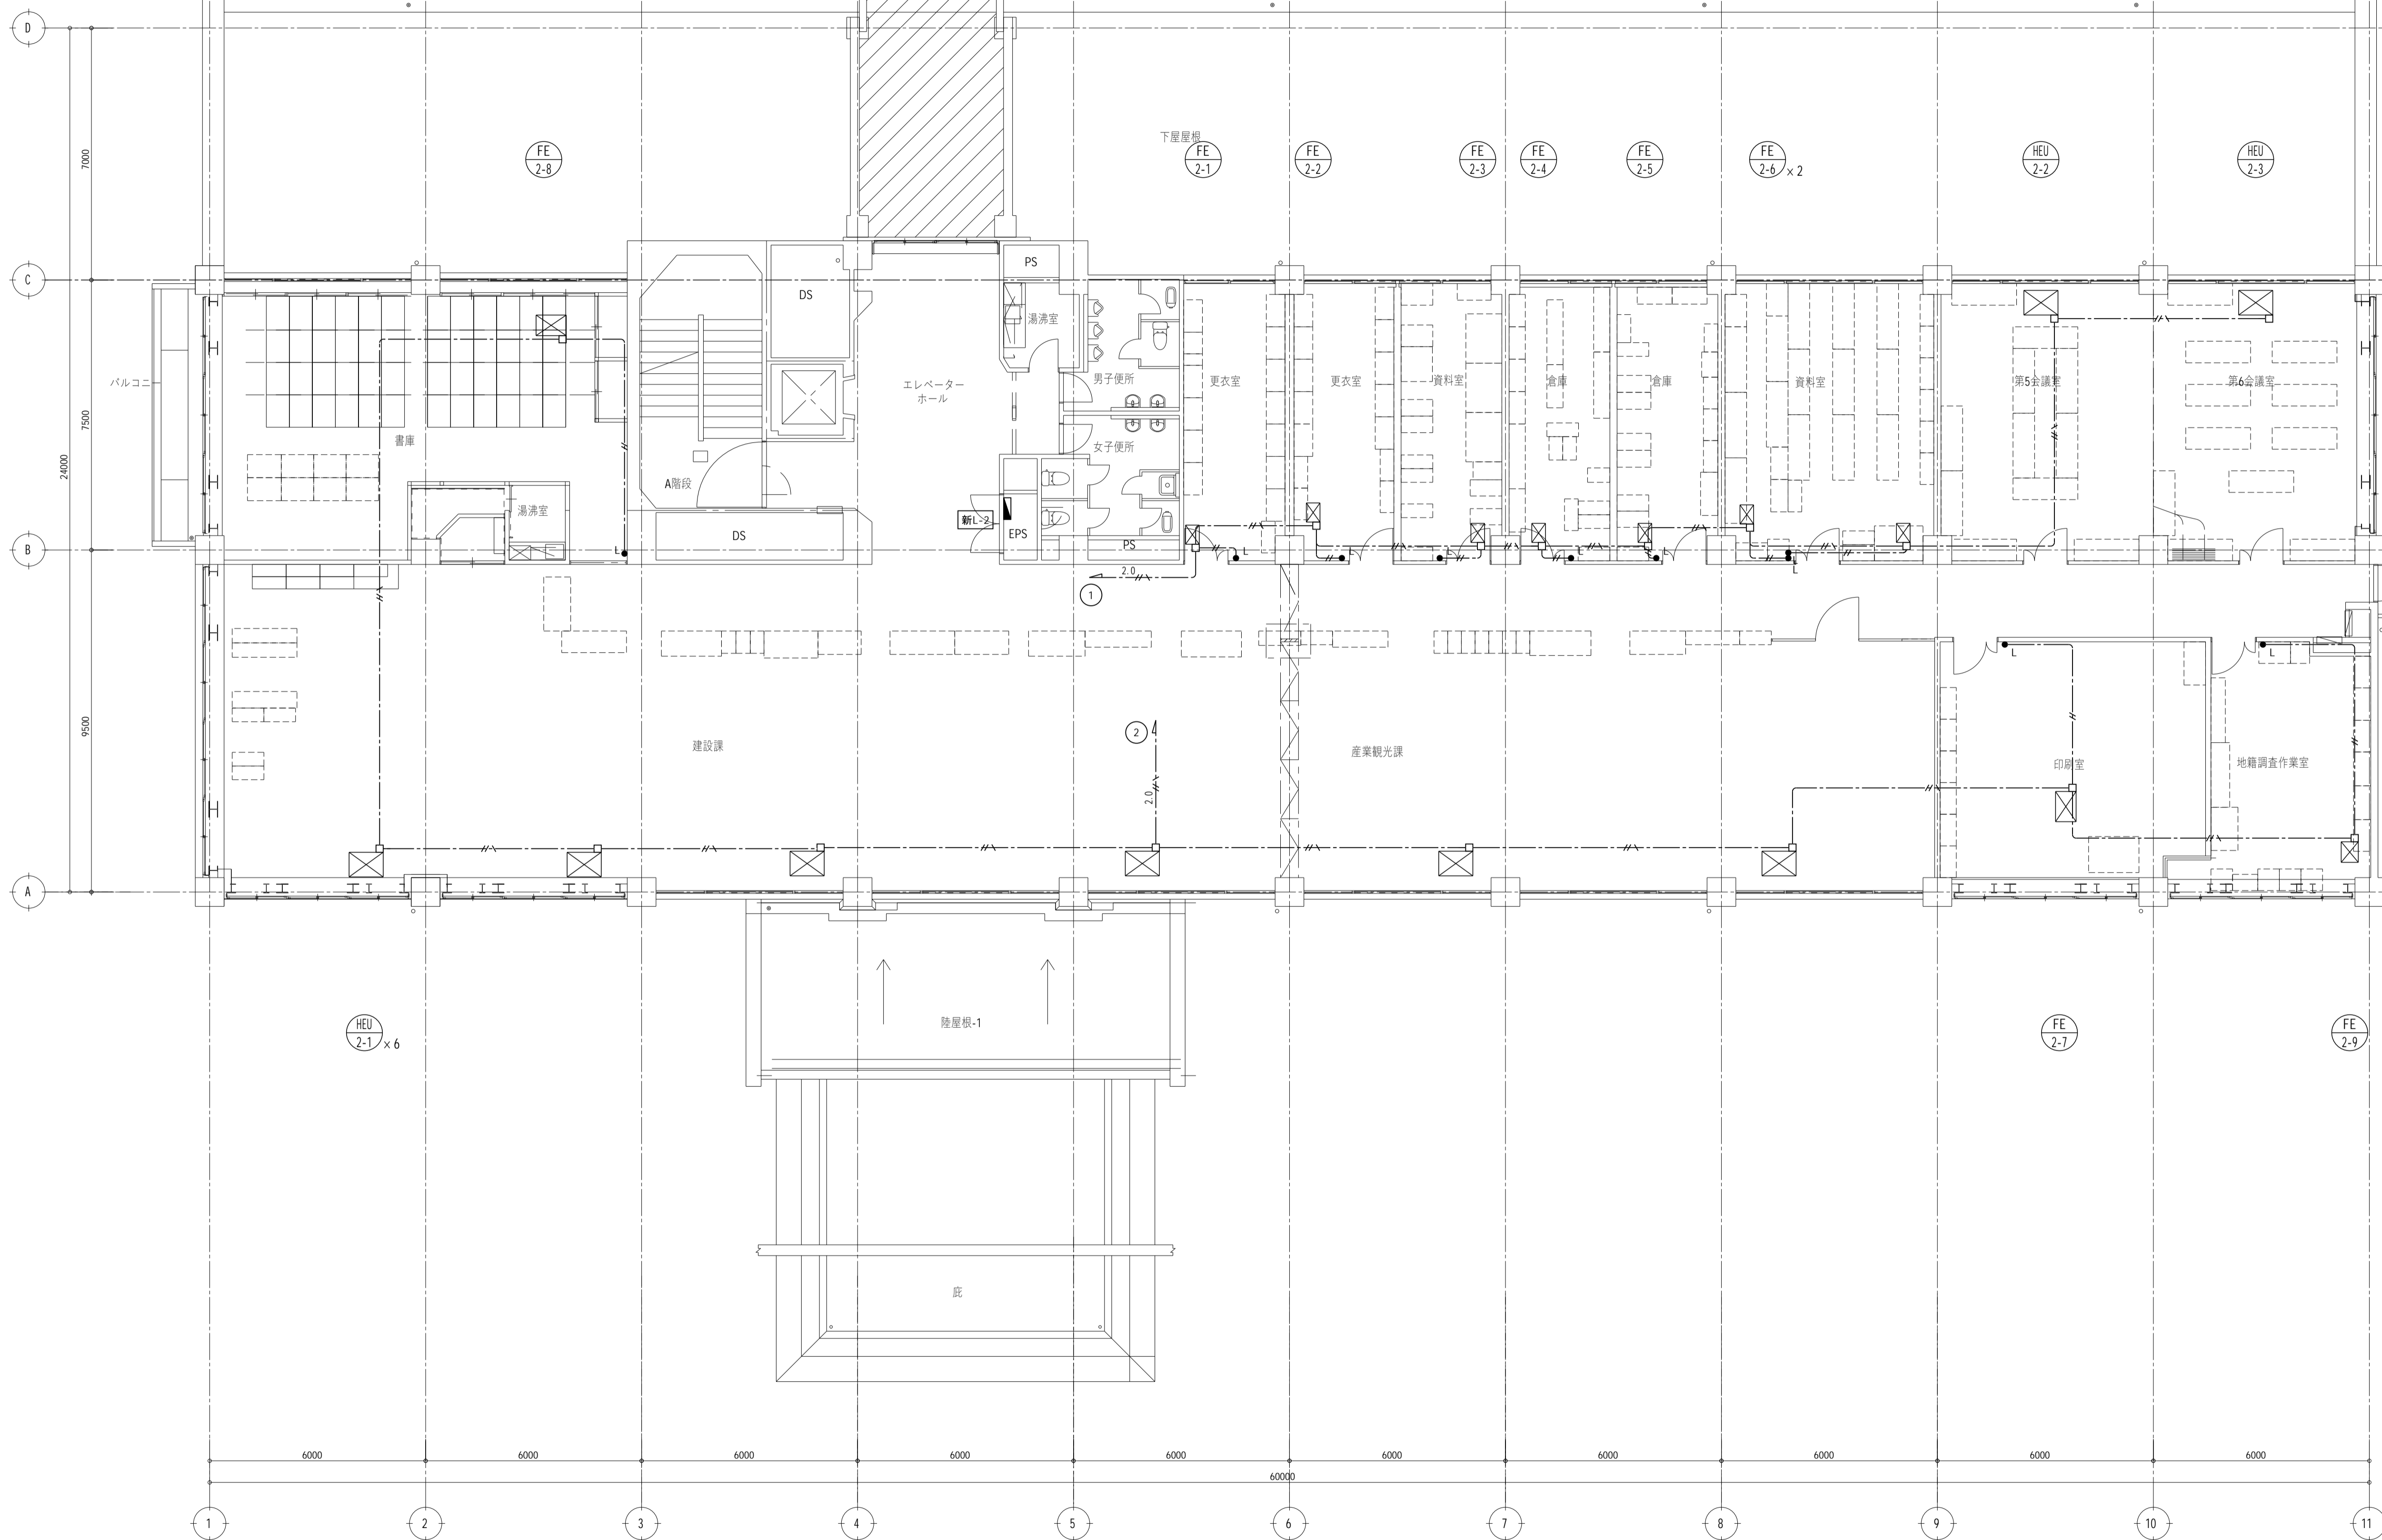 D
下屋屋根
FE
2-8
FE
2-1
FE
2-2
FE
2-3
FE
2-4
FE
2-5
FE
2-6 ×2
HEU
2-2
HEU
2-3
7000
C
PS
DS
湯沸室
バルコニ
エレベーター
ホール
男子便所
更衣室
更衣室
資料室
倉庫
倉庫
資料室
第5会議室
第6会議室
7500
24000
書庫
女子便所
A階段
湯沸室
新L-2
EPS
DS
PS
B
L
L
L
L
L
L
L
2.0
1
L
L
9500
建設課
2
2.0
産業観光課
印刷室
地籍調査作業室
A
陸屋根-1
HEU
2-1 ×6
FE
2-7
FE
2-9
庇
6000
6000
6000
6000
6000
6000
6000
6000
6000
6000
60000
1
2
3
4
5
6
7
8
9
10
11